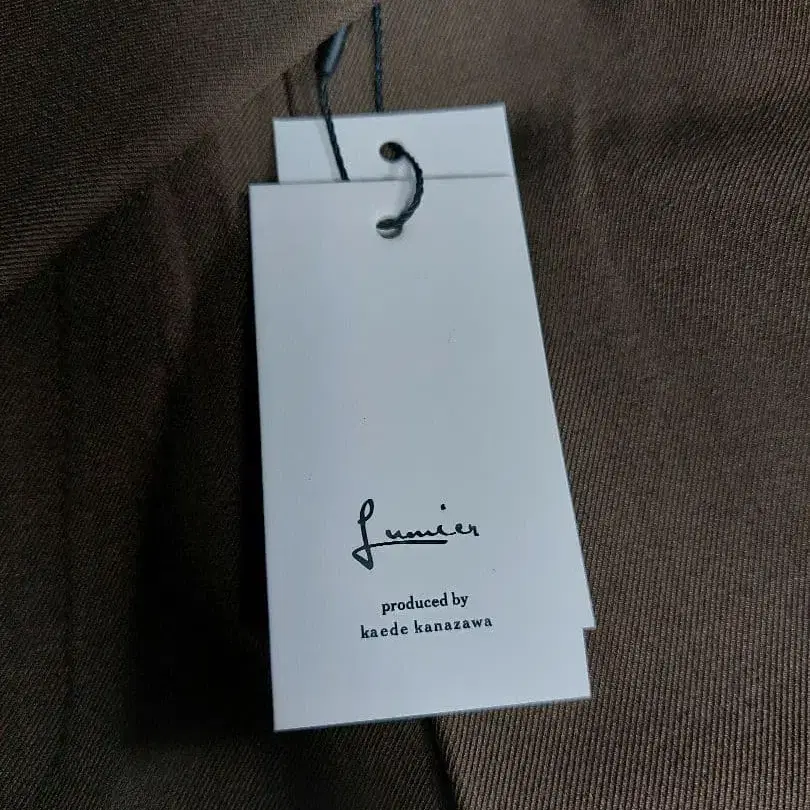 Lumier
produced by
kaede kanazawa